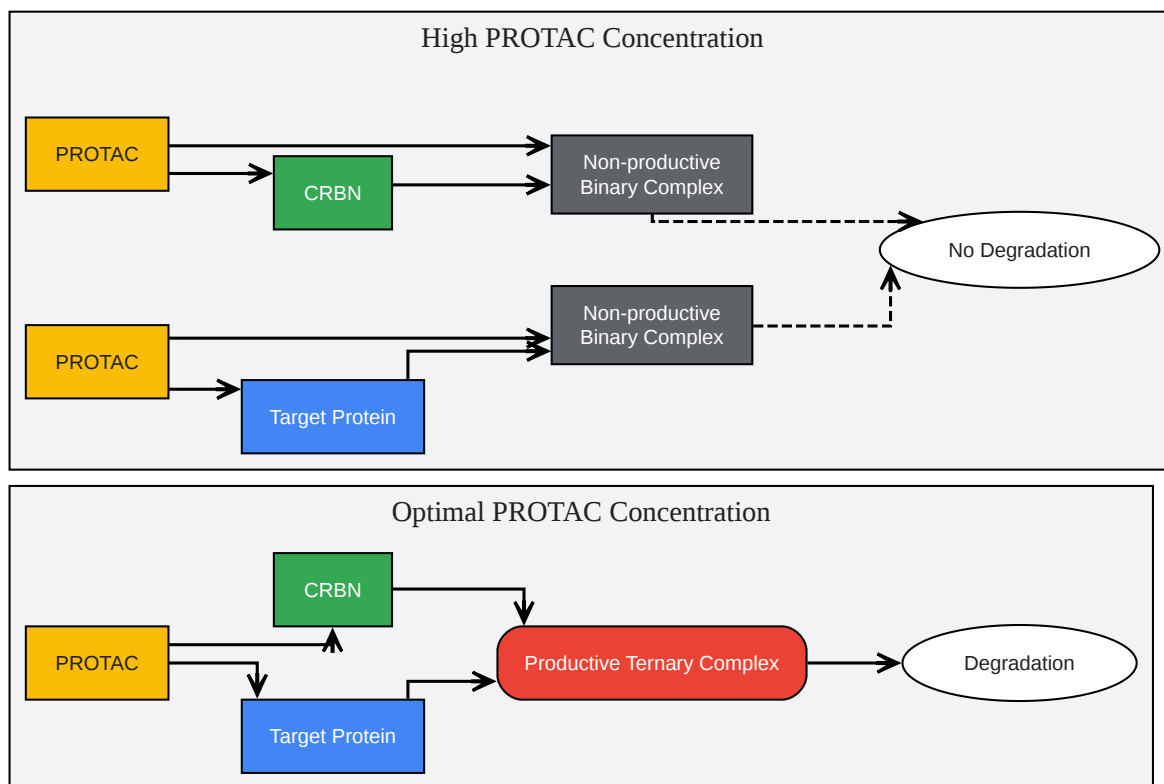 High PROTAC Concentration
PROTAC
CRBN
Non-productive
Binary Complex
No Degradation
PROTAC
Target Protein
Non-productive
Binary Complex
Optimal PROTAC Concentration
CRBN
PROTAC
Productive Ternary Complex
Degradation
Target Protein